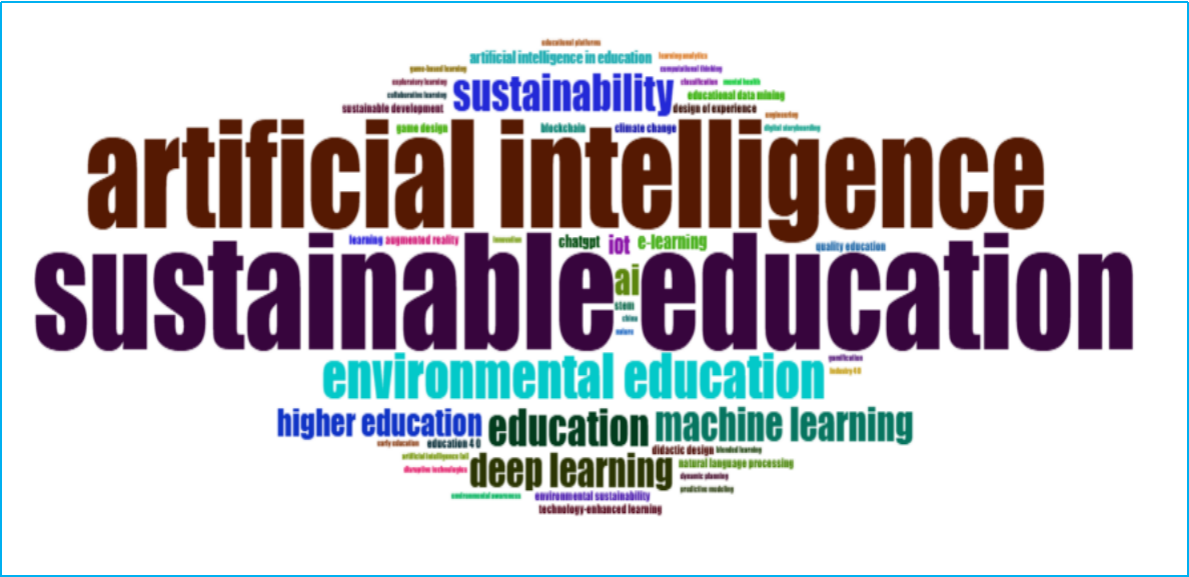 educational platforms
artificial intelligence in education learning analytics
game-based learning computational thinking
exploratory learning sustainability classification mental health
collaborative learning educational data mining
sustainable development design of experience
engineering
game design blockchain climate change digital storytelling
artificial intelligence
learning augmented reality innovation chatgpt iot e-learning quality education
sustainable education
ai
stem
china
environmental education gamification
industry 4.0
higher education education machine learning
early education education 4 0 didactic design blended learning
artificial intelligence (ai) deep learning natural language processing
disruptive technologies dynamic planning
environmental awareness environmental sustainability predictive modeling
technology-enhanced learning